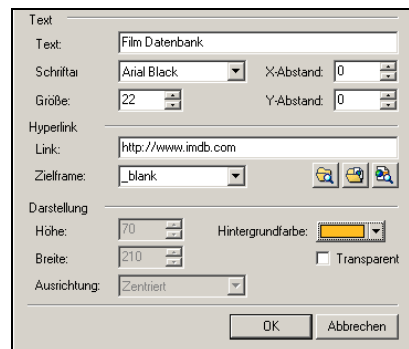 Text
Text: Film Datenbank
Schriftar Arial Black X-Abstand: 0
Größe: 22 Y-Abstand: 0
Hyperlink
Link: http://www.imdb.com
Zielframe: _blank
Darstellung
Höhe: 70 Hintergrundfarbe:
Breite: 210 Transparent
Ausrichtung: Zentriert
OK Abbrechen